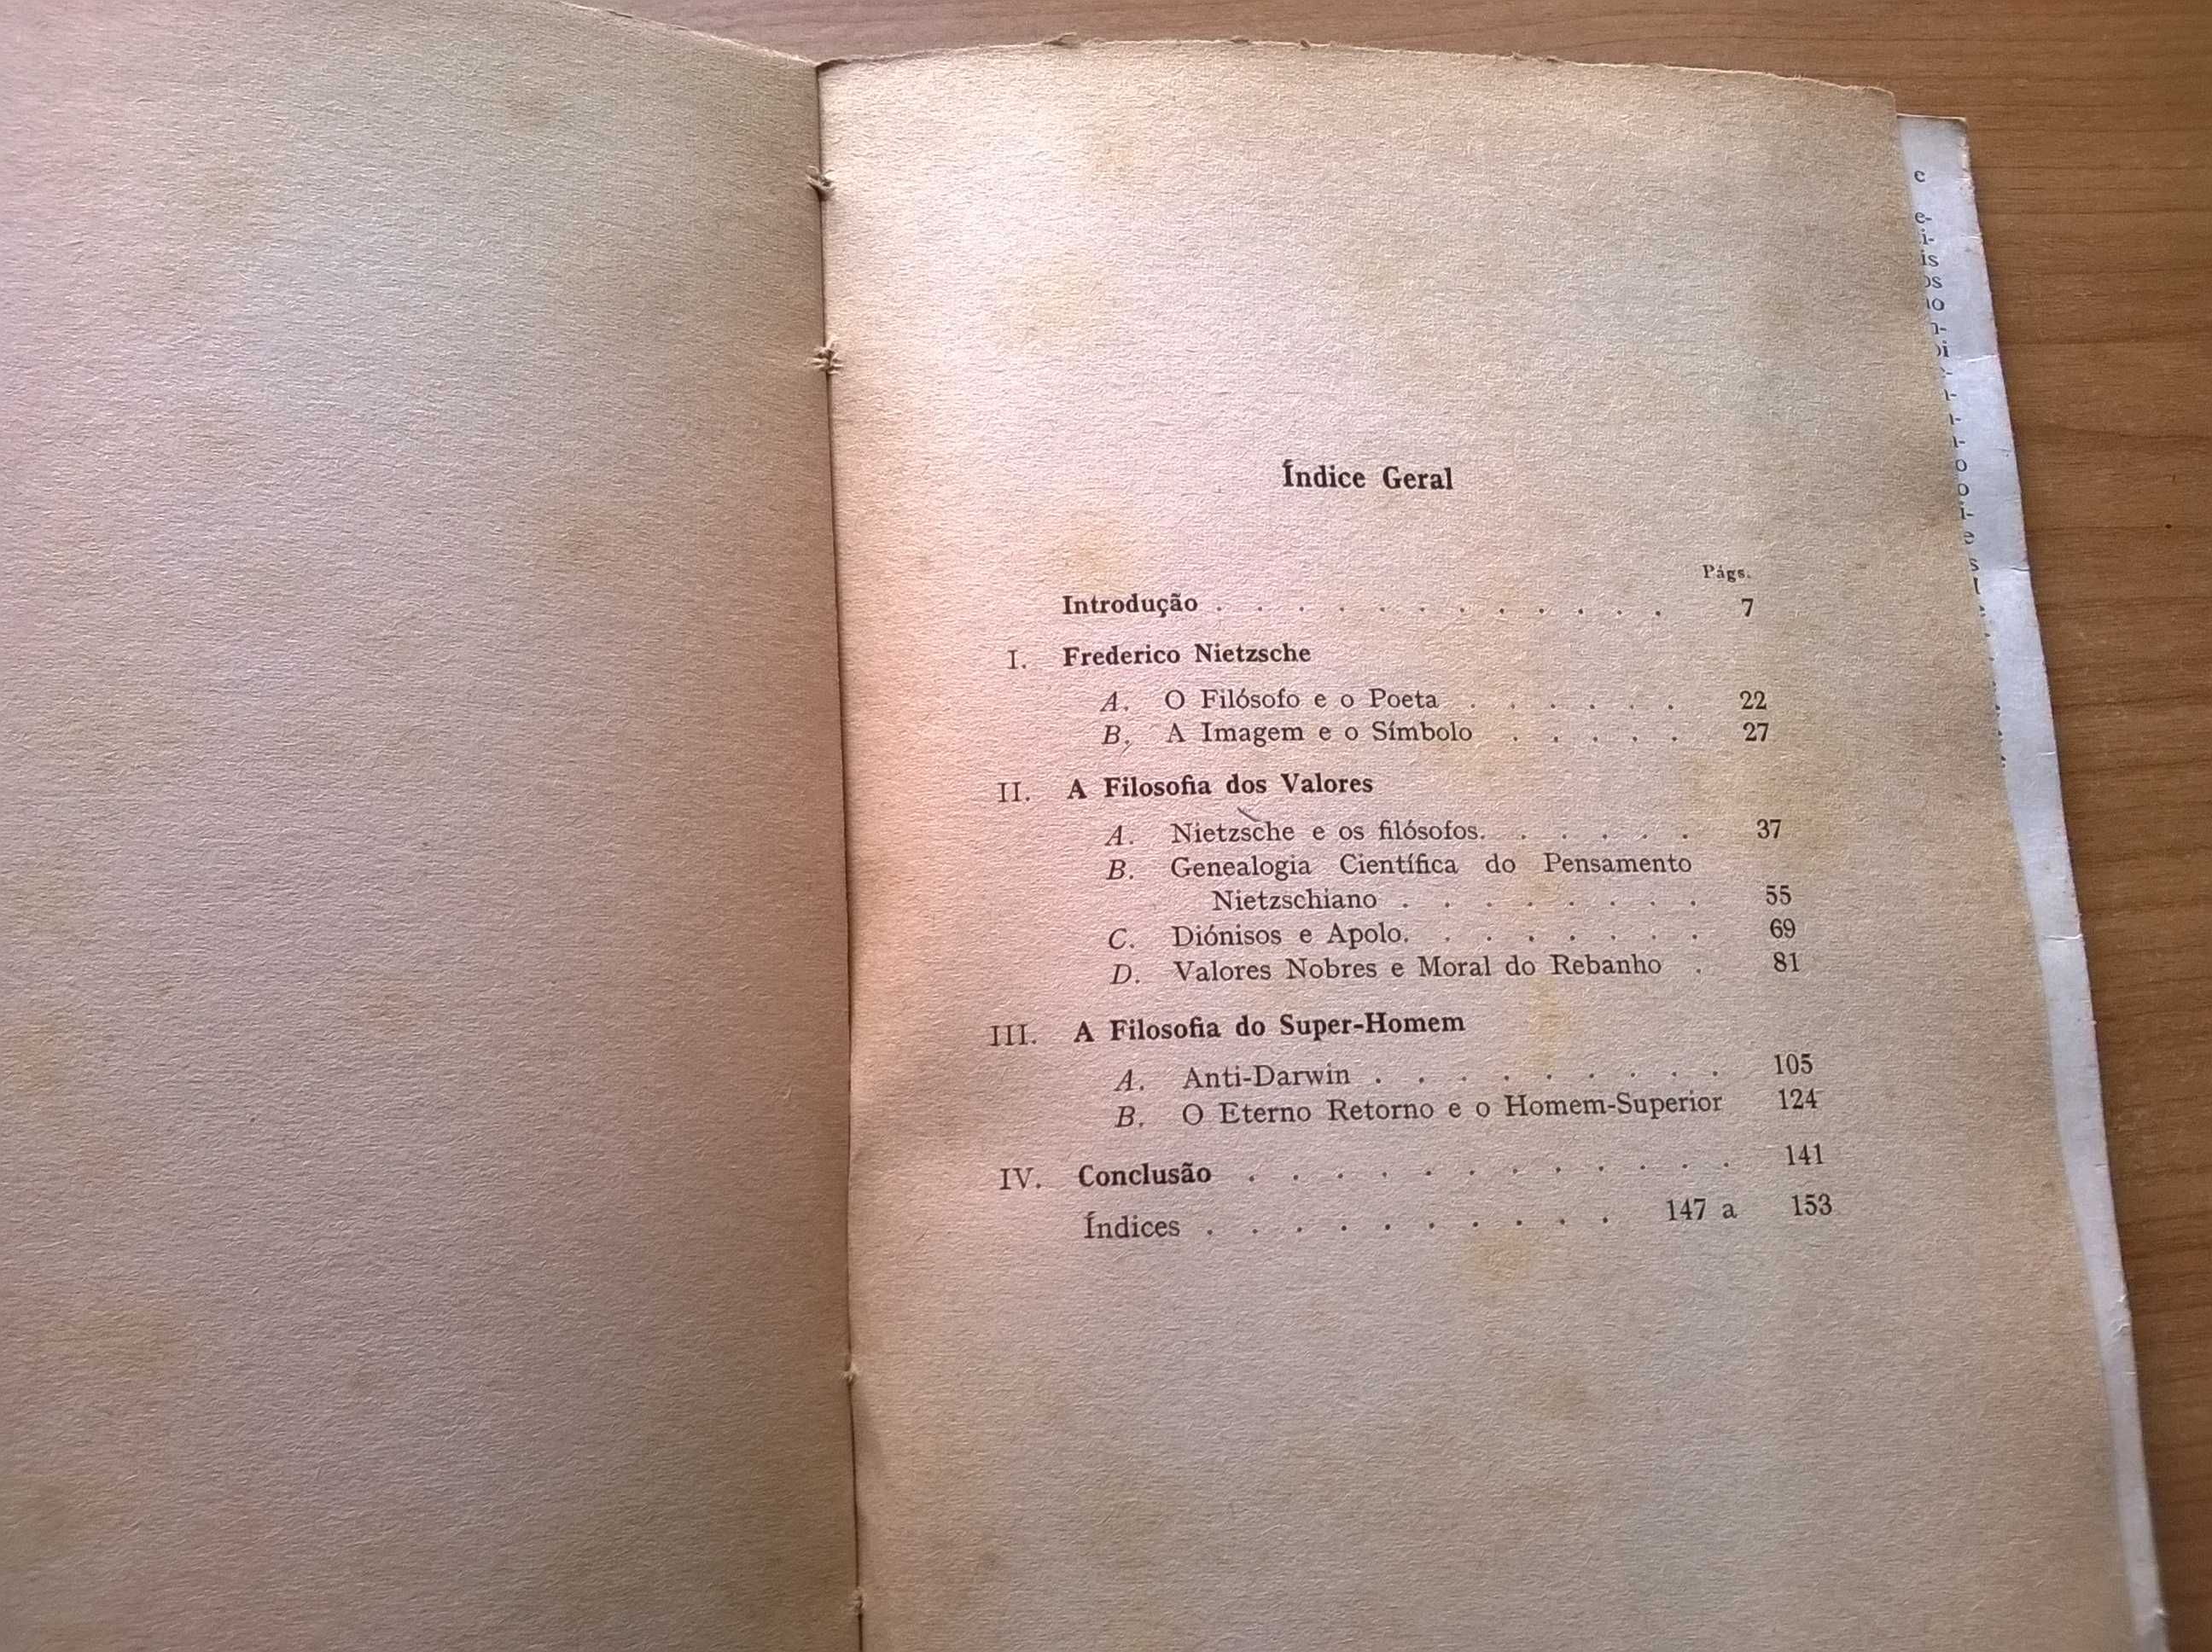 Índice Geral
Págs.
Introdução . . . . . . . . . . . . 7
I. Frederico Nietzsche
A. O Filósofo e o Poeta . . . . . . 22
B. A Imagem e o Símbolo . . . . . 27
II. A Filosofia dos Valores
A. Nietzsche e os filósofos. . . . . . 37
B. Genealogia Científica do Pensamento
Nietzschiano . . . . . . . . 55
C. Diónisos e Apolo. . . . . . . . 69
D. Valores Nobres e Moral do Rebanho . 81
III. A Filosofia do Super-Homem
A. Anti-Darwin . . . . . . . . . 105
B. O Eterno Retorno e o Homem-Superior 124
IV. Conclusão . . . . . . . . . . . . 141
Índices . . . . . . . . . . 147 a 153